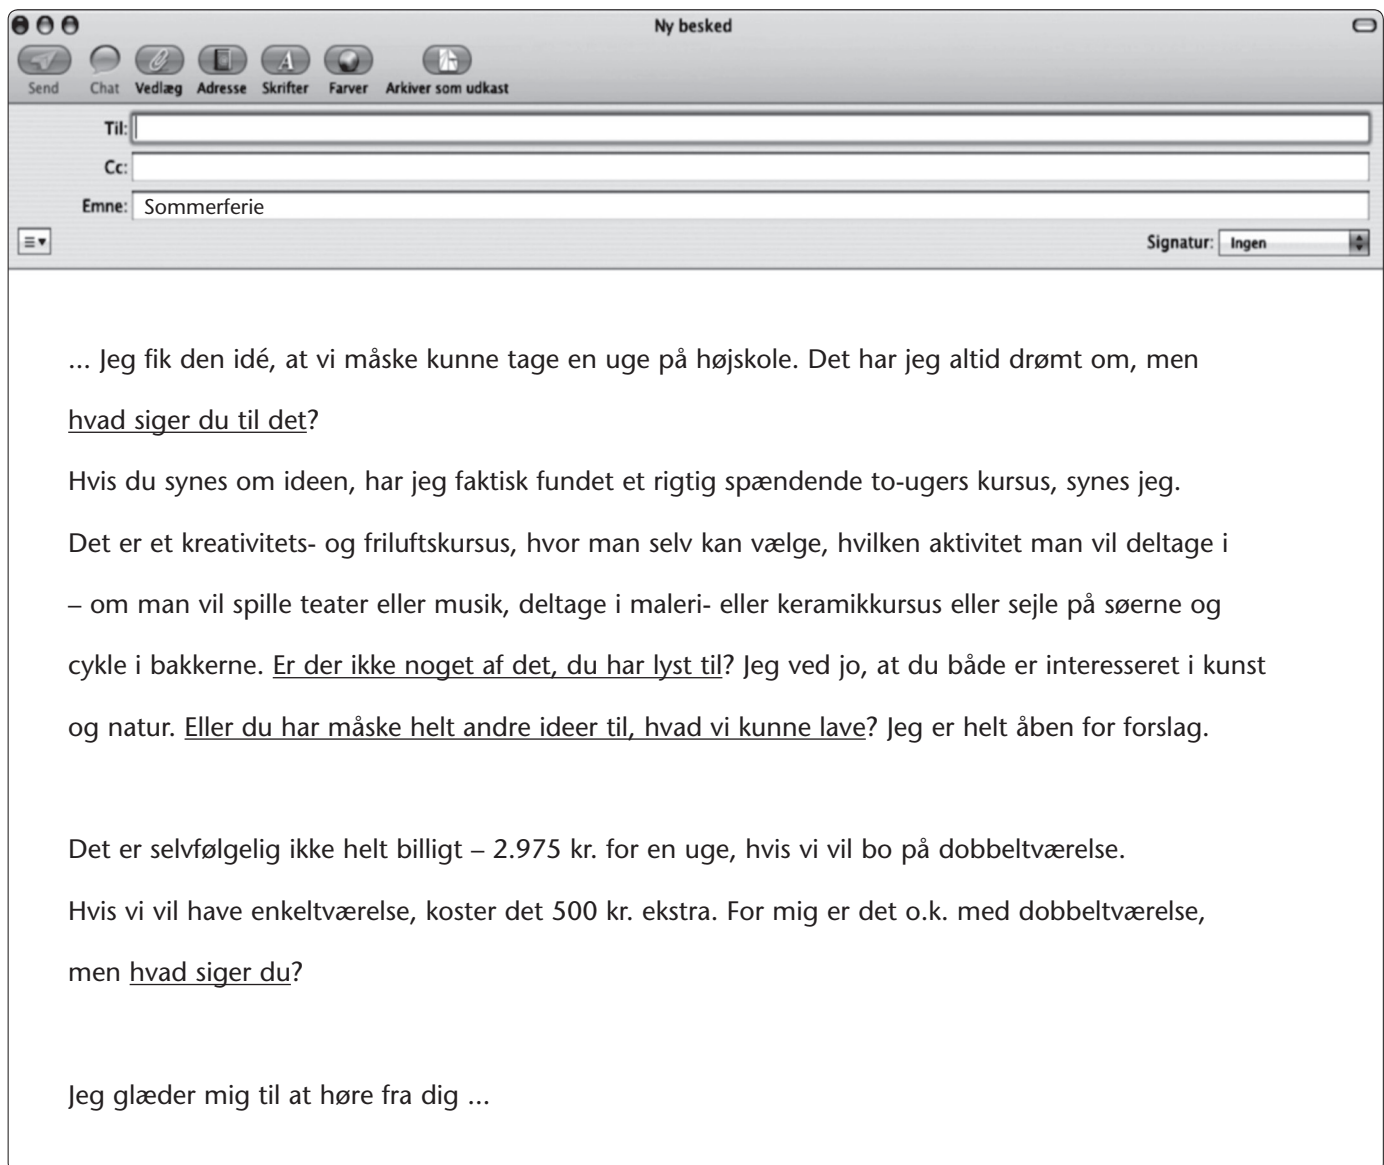 Ny besked
Send Chat Vedlæg Adresse Skrifter Farver Arkiver som udkast
Til:
Cc:
Emne: Sommerferie
Signatur: Ingen
... Jeg fik den idé, at vi måske kunne tage en uge på højskole. Det har jeg altid drømt om, men
hvad siger du til det?
Hvis du synes om ideen, har jeg faktisk fundet et rigtig spændende to-ugers kursus, synes jeg.
Det er et kreativitets- og friluftskursus, hvor man selv kan vælge, hvilken aktivitet man vil deltage i
– om man vil spille teater eller musik, deltage i maleri- eller keramikkursus eller sejle på søerne og
cykle i bakkerne. Er der ikke noget af det, du har lyst til? Jeg ved jo, at du både er interesseret i kunst
og natur. Eller du har måske helt andre ideer til, hvad vi kunne lave? Jeg er helt åben for forslag.
Det er selvfølgelig ikke helt billigt – 2.975 kr. for en uge, hvis vi vil bo på dobbeltværelse.
Hvis vi vil have enkeltværelse, koster det 500 kr. ekstra. For mig er det o.k. med dobbeltværelse,
men hvad siger du?
Jeg glæder mig til at høre fra dig ...